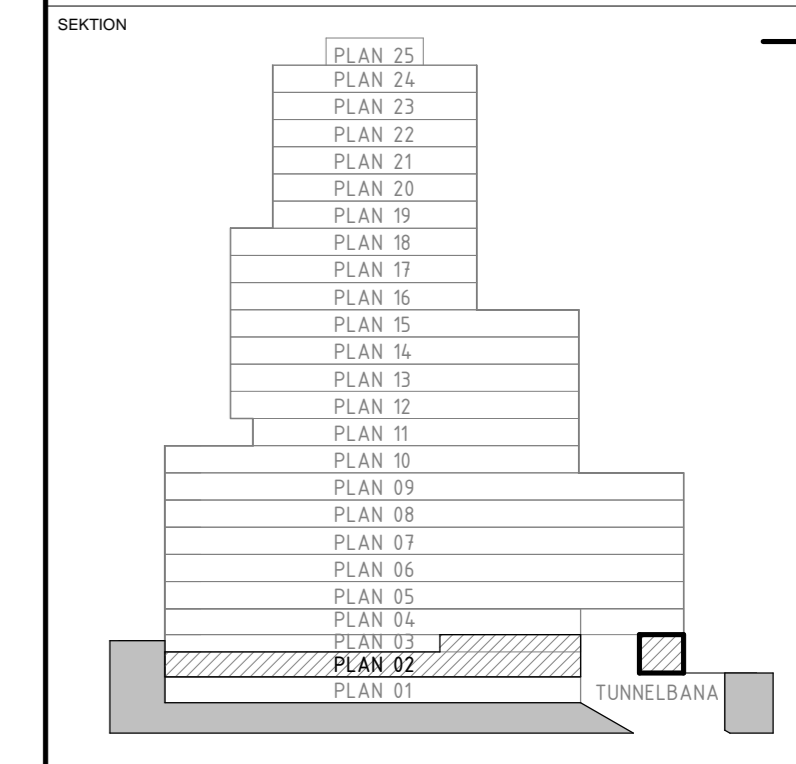 SEKTION
PLAN 25
PLAN 24
PLAN 23
PLAN 22
PLAN 21
PLAN 20
PLAN 19
PLAN 18
PLAN 17
PLAN 16
PLAN 15
PLAN 14
PLAN 13
PLAN 12
PLAN 11
PLAN 10
PLAN 09
PLAN 08
PLAN 07
PLAN 06
PLAN 05
PLAN 04
PLAN 03
PLAN 02
PLAN 01
TUNNELBANA